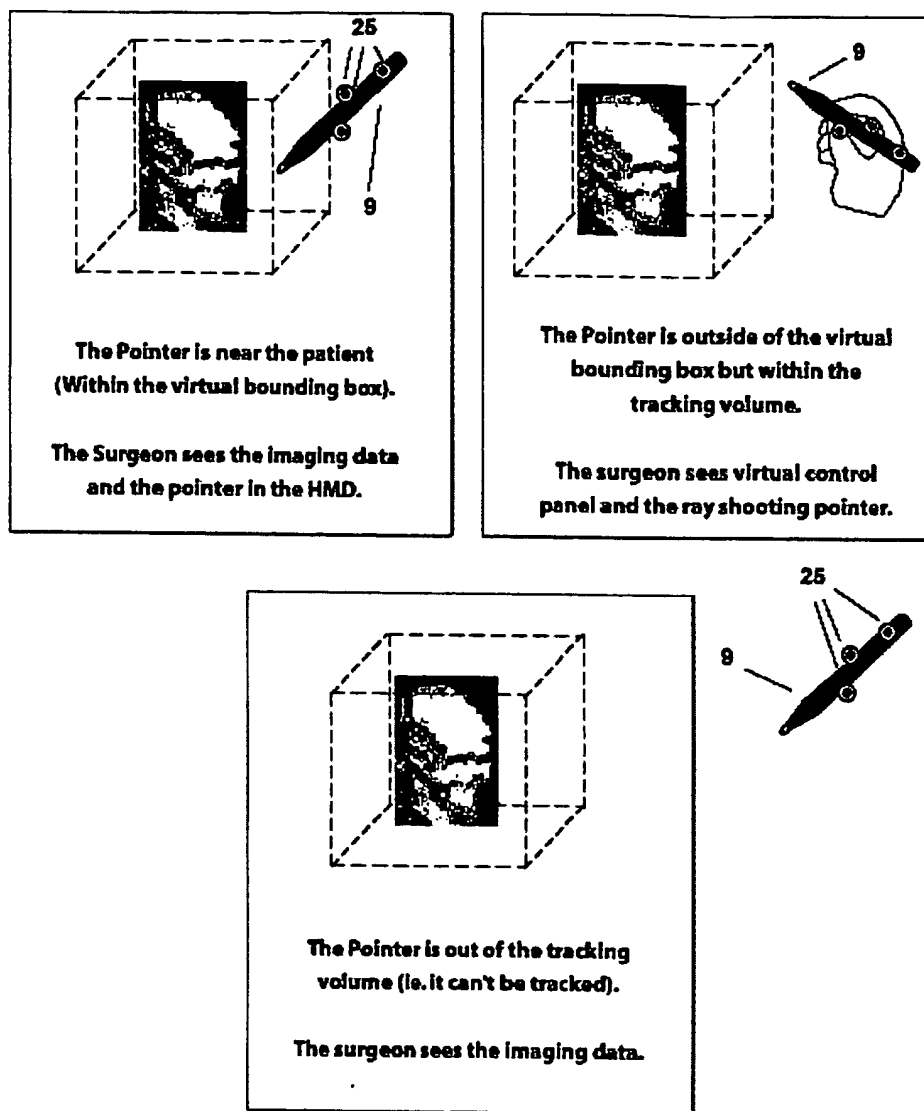 25
9
The Pointer is near the patient
(Within the virtual bounding box).
The Surgeon sees the imaging data
and the pointer in the HMD.
9
The Pointer is outside of the virtual
bounding box but within the
tracking volume.
The surgeon sees virtual control
panel and the ray shooting pointer.
25
9
The Pointer is out of the tracking
volume (ie. it can't be tracked).
The surgeon sees the imaging data.